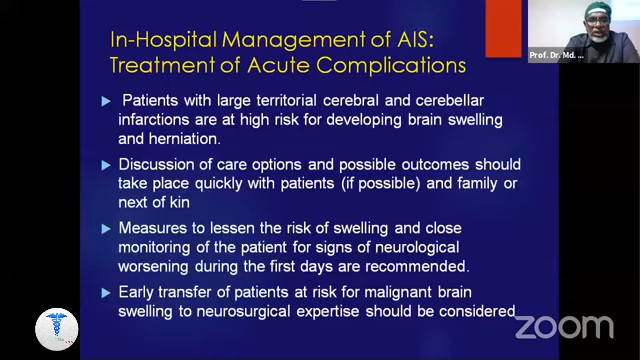 In-Hospital Management of AIS:
Treatment of Acute Complications
Prof. Dr. Md. ...
Patients with large territorial cerebral and cerebellar
infarctions are at high risk for developing brain swelling
and herniation.
Discussion of care options and possible outcomes should
take place quickly with patients (if possible) and family or
next of kin
Measures to lessen the risk of swelling and close
monitoring of the patient for signs of neurological
worsening during the first days are recommended.
Early transfer of patients at risk for malignant brain
swelling to neurosurgical expertise should be considered
zoom